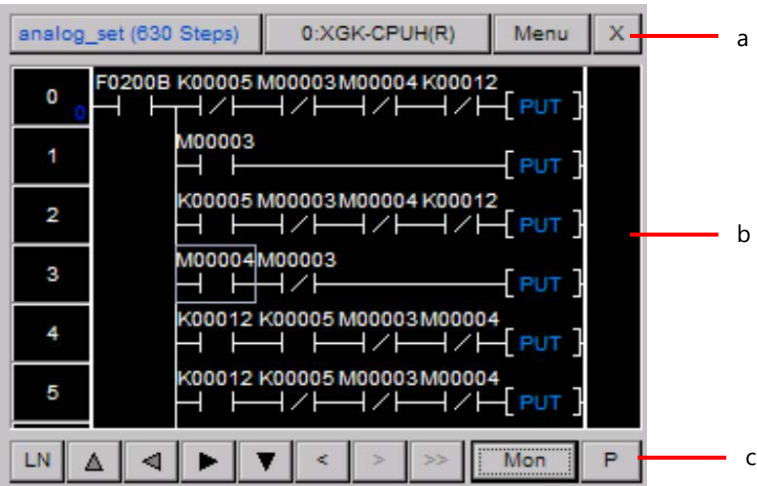 analog_set (630 Steps) 0:XGK-CPUH(R) Menu X a
F0200B K00005 M00003 M00004 K00012
0 0 PUT
M00003
1 PUT
K00005 M00003 M00004 K00012
2 PUT
b
M00004 M00003
3 PUT
K00012 K00005 M00003 M00004
4 PUT
K00012 K00005 M00003 M00004
5 PUT
LN < > >> Mon P c